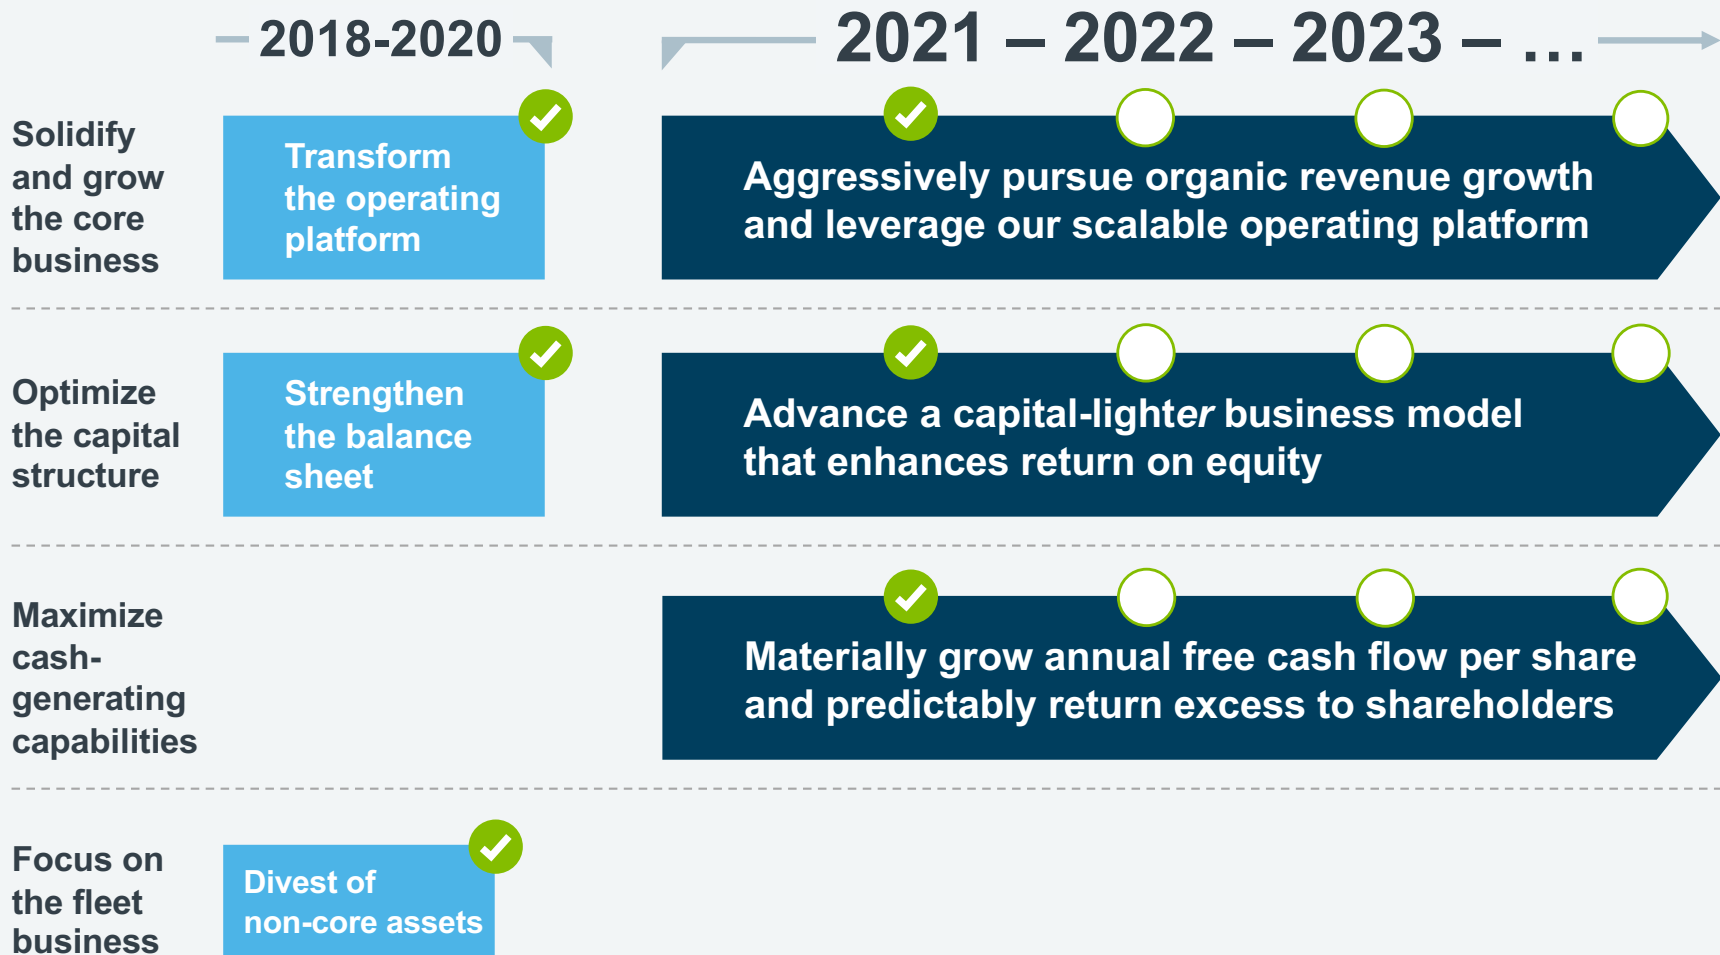 2018-2020
2021 – 2022 – 2023 – …
Solidify
and grow
the core
business
Transform
the operating
platform
Aggressively pursue organic revenue growth
and leverage our scalable operating platform
Optimize
the capital
structure
Strengthen
the balance
sheet
Advance a capital-lighter business model
that enhances return on equity
Maximize
cash-
generating
capabilities
Materially grow annual free cash flow per share
and predictably return excess to shareholders
Focus on
the fleet
business
Divest of
non-core assets